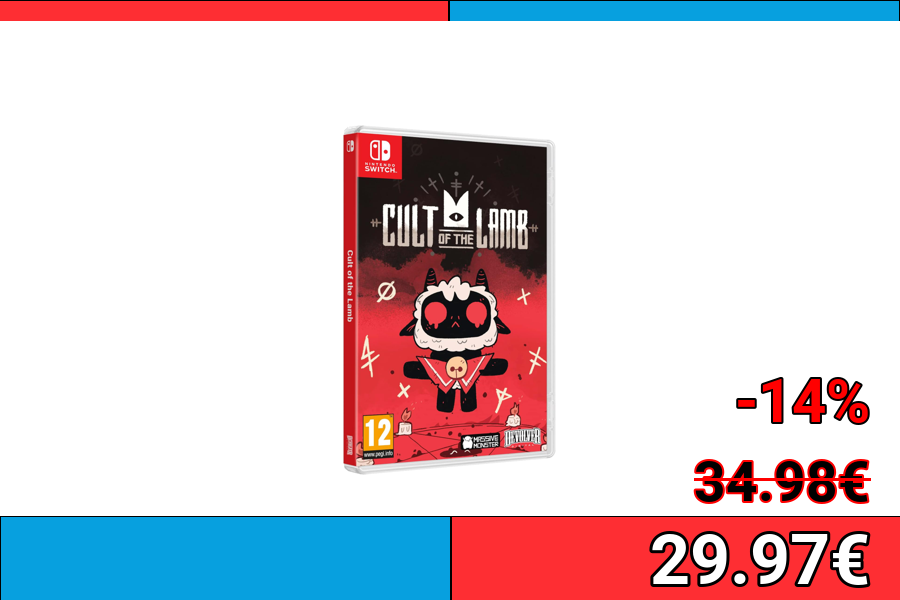 NINTENDO
SWITCH.
CULT OF THE LAMB
Cult of the Lamb
12
www.pegi.info
MASSIVE
MONSTER
DEVOLVER
-14%
34.98€
29.97€